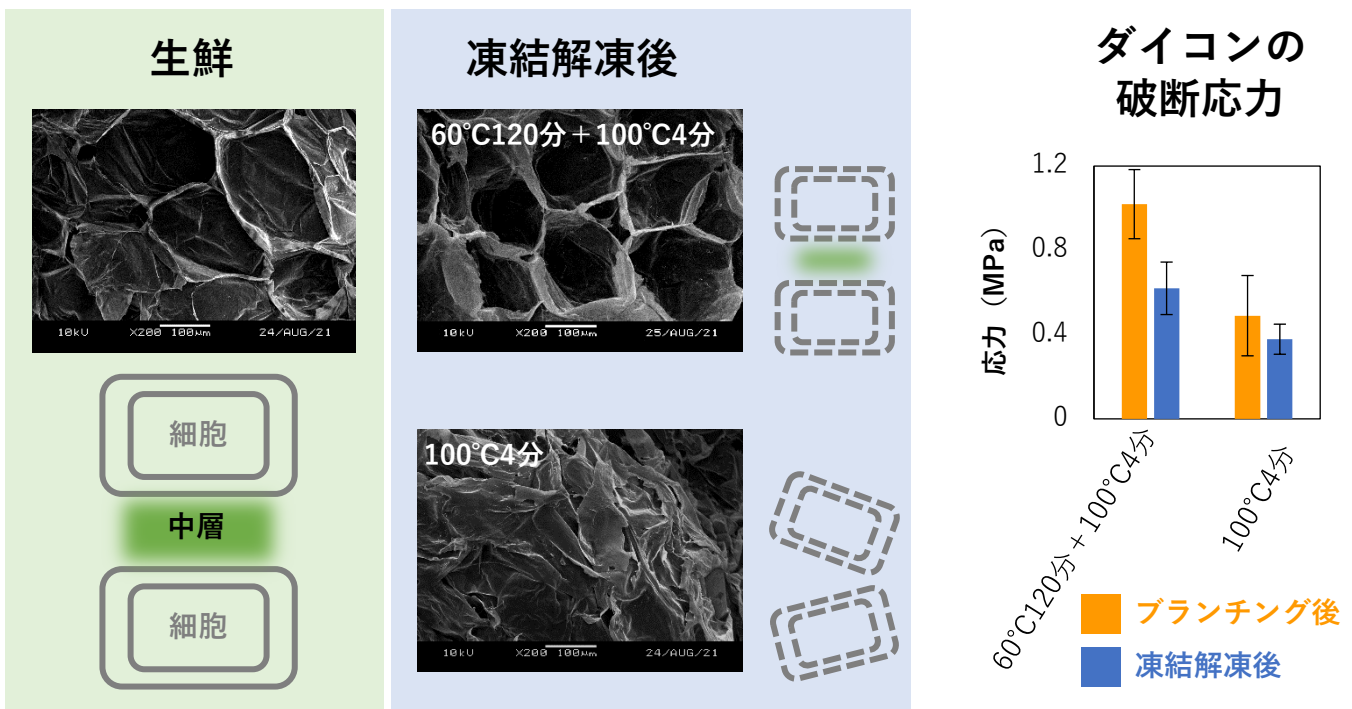 生鮮
10kV X200 100μm 24/AUG/21
細胞
中層
細胞
凍結解凍後
60℃120分+100℃4分
10kV X200 100μm 25/AUG/21
100℃4分
10kV X200 100μm 24/AUG/21
ダイコンの
破断応力
応力(MPa)
1.2
0.8
0.4
0
60℃120分+100℃4分
100℃4分
ブランチング後
凍結解凍後